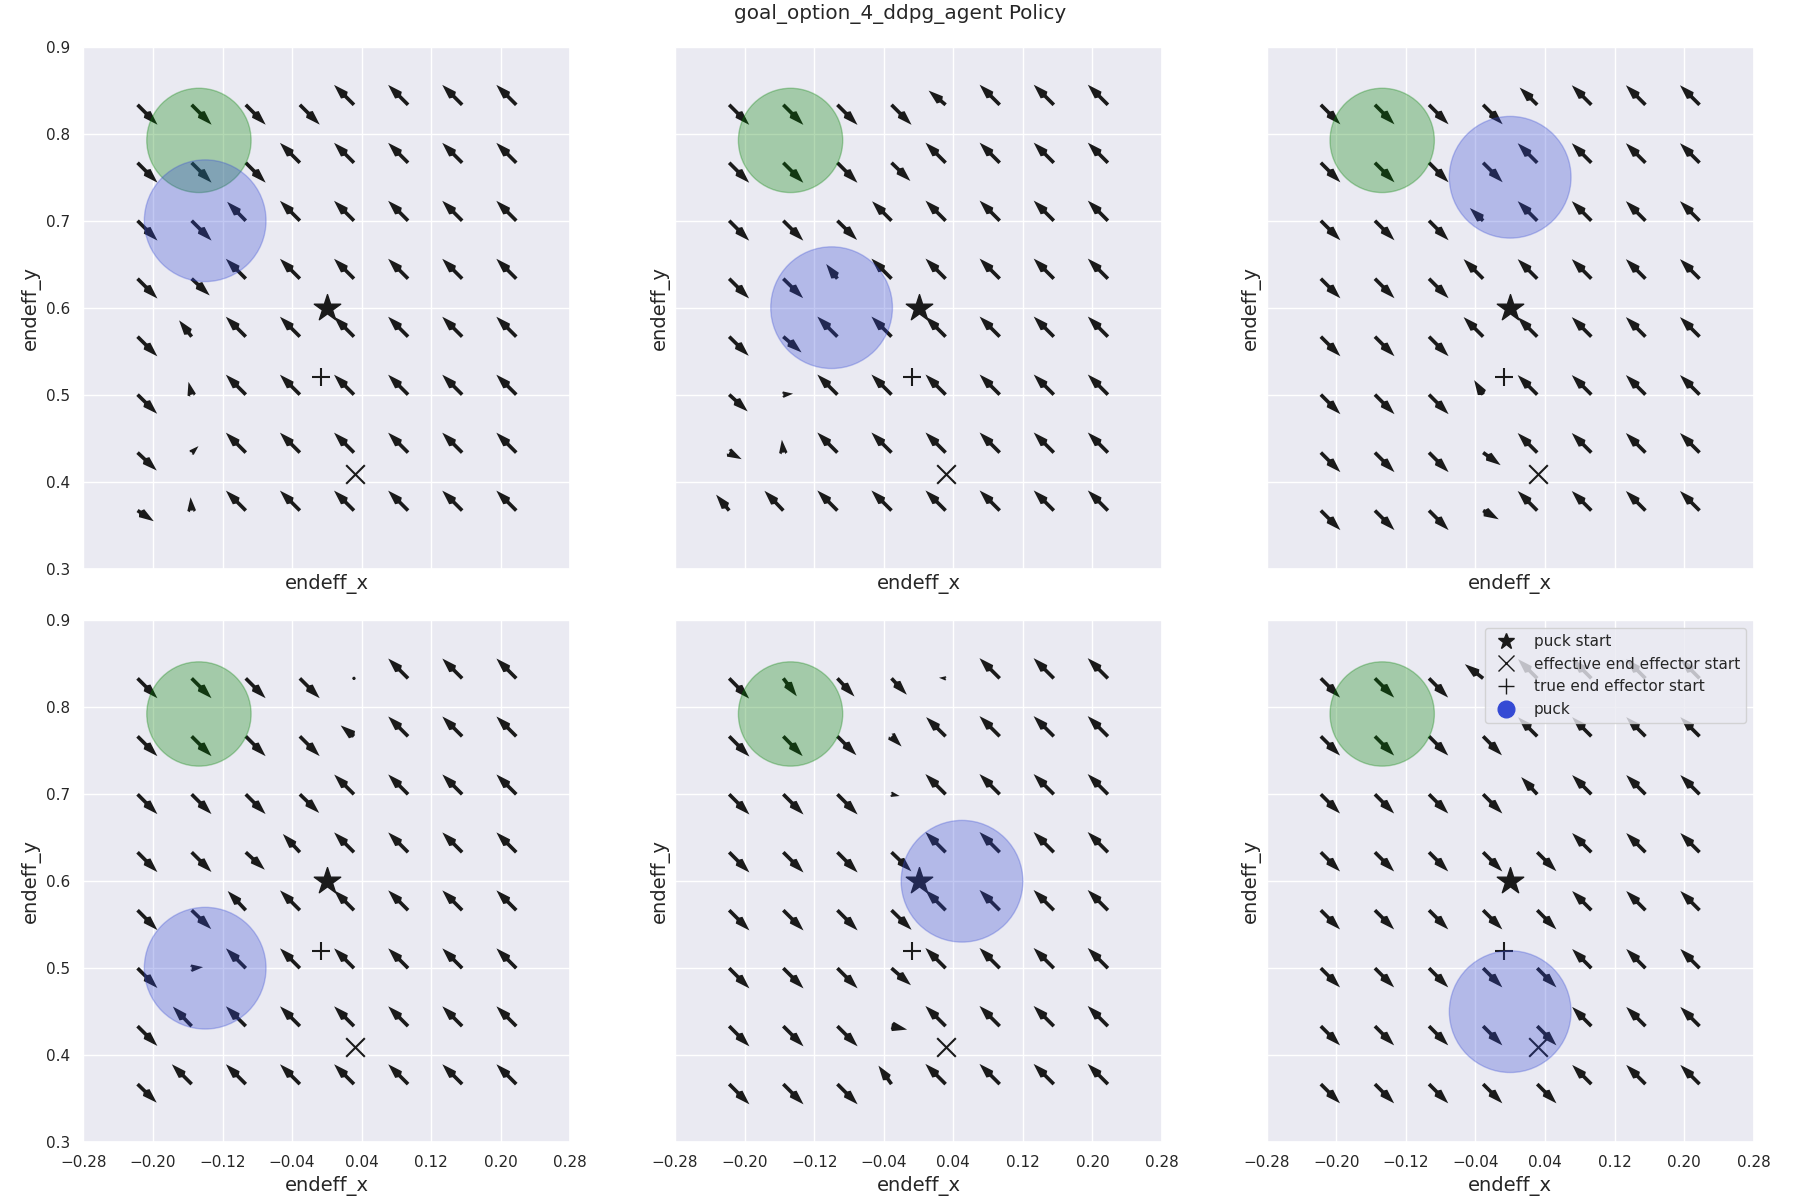 goal_option_4_ddpg_agent Policy
0.9
0.8
0.7
0.6
0.5
0.4
0.3
endeff_y
endeff_x
endeff_y
endeff_x
endeff_y
endeff_x
0.9
0.8
0.7
0.6
0.5
0.4
0.3
endeff_y
−0.28 −0.20 −0.12 −0.04 0.04 0.12 0.20 0.28
endeff_x
endeff_y
−0.28 −0.20 −0.12 −0.04 0.04 0.12 0.20 0.28
endeff_x
puck start
effective end effector start
true end effector start
puck
endeff_y
−0.28 −0.20 −0.12 −0.04 0.04 0.12 0.20 0.28
endeff_x